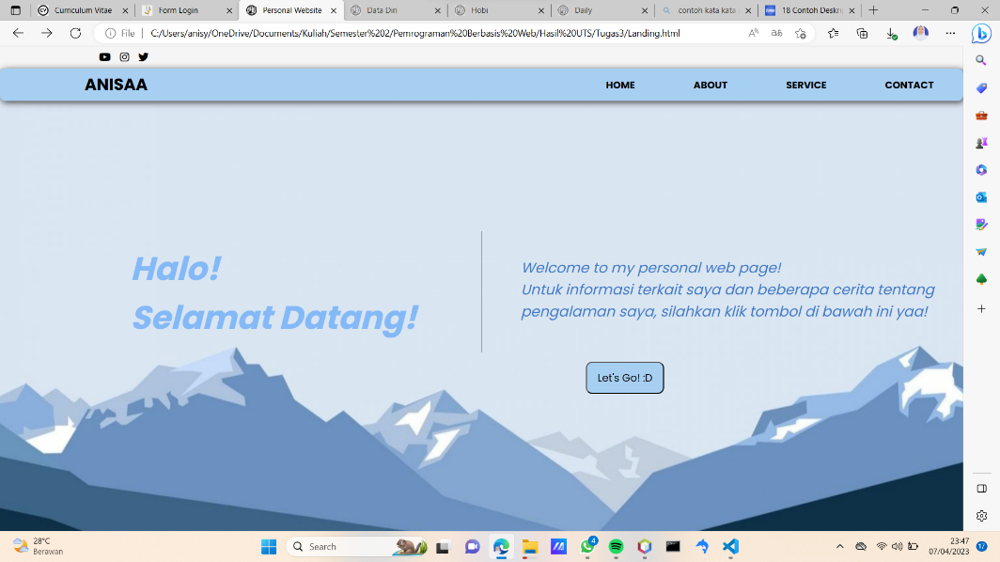 Curriculum Vitae
Form Login
Personal Website
Data Diri
Hobi
Daily
contoh kata kata
18 Contoh Deskri
File
C:/Users/anisy/OneDrive/Documents/Kuliah/Semester%202/Pemrograman%20Berbasis%20Web/Hasil%20UTS/Tugas3/Landing.html
ANISAA
HOME
ABOUT
SERVICE
CONTACT
Halo!
Selamat Datang!
Welcome to my personal web page!
Untuk informasi terkait saya dan beberapa cerita tentang
pengalaman saya, silahkan klik tombol di bawah ini yaa!
Let's Go! :D
28°C
Berawan
Search
4
23:47
07/04/2023
17